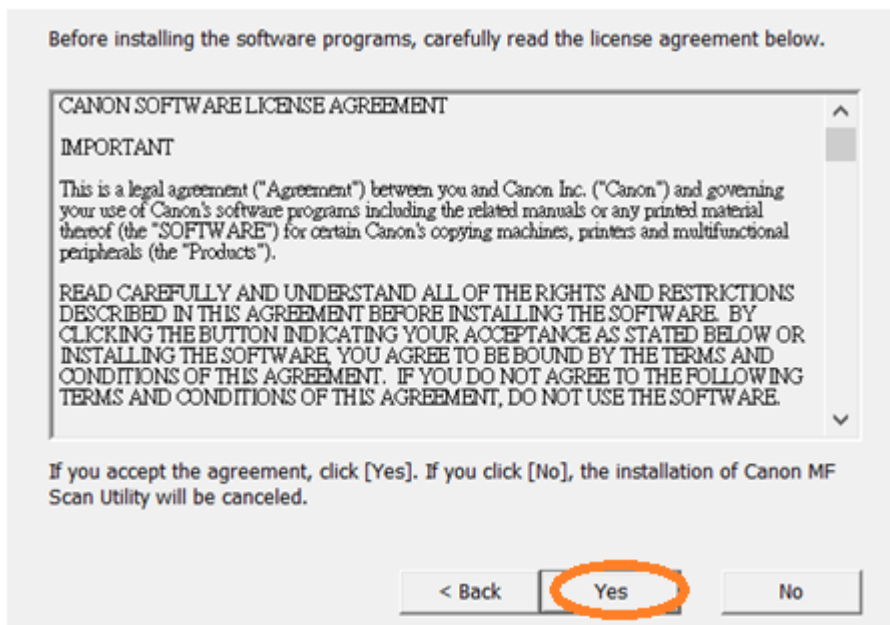 Before installing the software programs, carefully read the license agreement below.
CANON SOFTWARE LICENSE AGREEMENT
IMPORTANT
This is a legal agreement ("Agreement") between you and Canon Inc. ("Canon") and governing
your use of Canon's software programs including the related manuals or any printed material
thereof (the "SOFTWARE") for certain Canon's copying machines, printers and multifunctional
peripherals (the "Products").
READ CAREFULLY AND UNDERSTAND ALL OF THE RIGHTS AND RESTRICTIONS
DESCRIBED IN THIS AGREEMENT BEFORE INSTALLING THE SOFTWARE. BY
CLICKING THE BUTTON INDICATING YOUR ACCEPTANCE AS STATED BELOW OR
INSTALLING THE SOFTWARE, YOU AGREE TO BE BOUND BY THE TERMS AND
CONDITIONS OF THIS AGREEMENT. IF YOU DO NOT AGREE TO THE FOLLOWING
TERMS AND CONDITIONS OF THIS AGREEMENT, DO NOT USE THE SOFTWARE.
If you accept the agreement, click [Yes]. If you click [No], the installation of Canon MF
Scan Utility will be canceled.
< Back Yes No